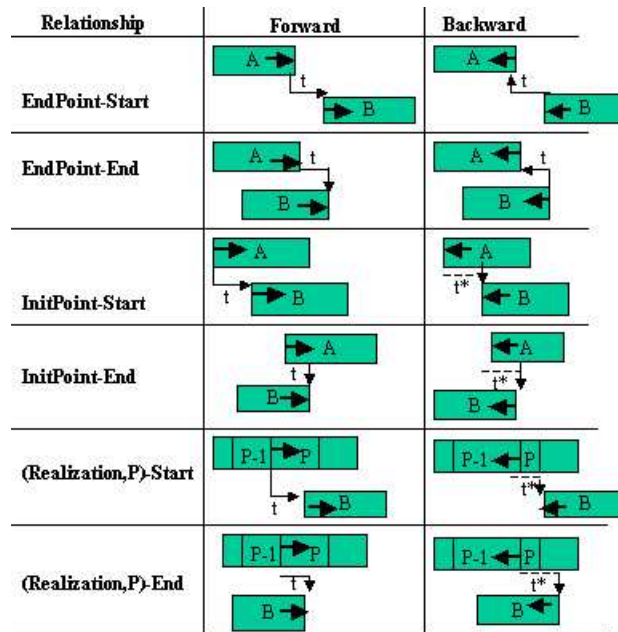 Relationship Forward Backward
A A
t t
EndPoint-Start
B B
A A
EndPoint-End t t
B B
A A
t t*
InitPoint-Start B B
A A
InitPoint-End t t*
B B
P-1 P P-1 P
(Realization,P)-Start
t t*
B B
P-1 P P-1 P
(Realization,P)-End t t*
B B